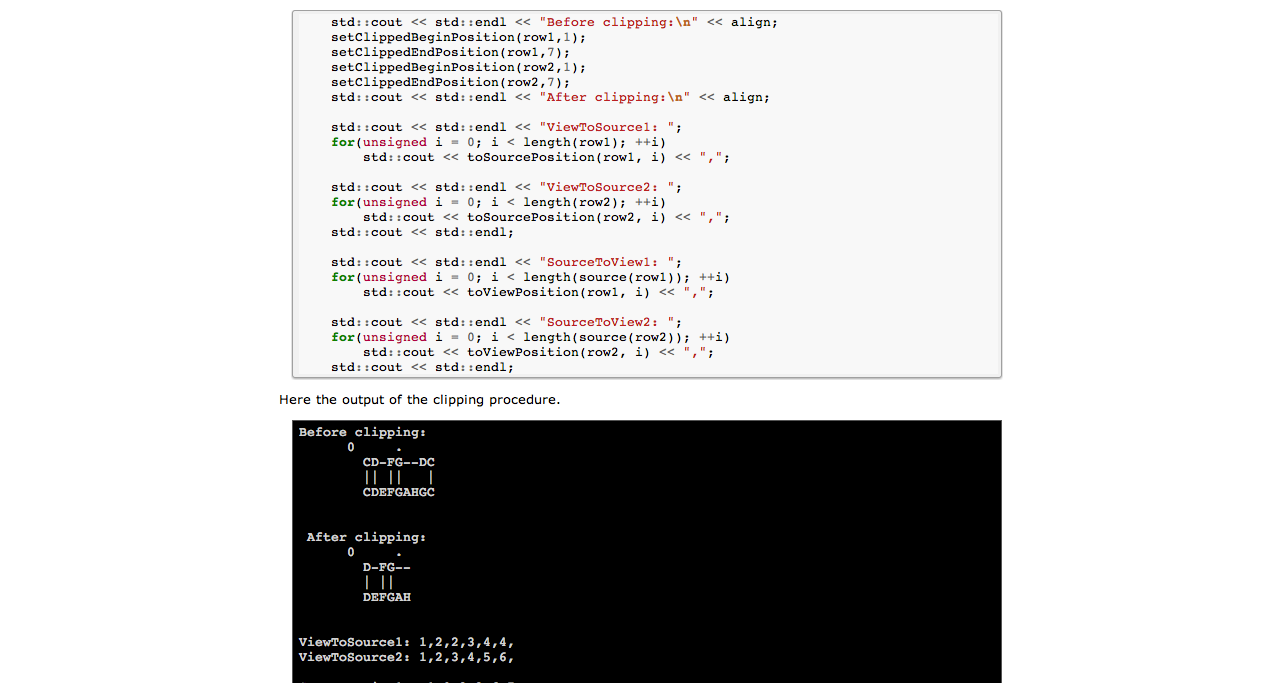 std::cout << std::endl << "Before clipping:\n" << align;
setClippedBeginPosition(row1,1);
setClippedEndPosition(row1,7);
setClippedBeginPosition(row2,1);
setClippedEndPosition(row2,7);
std::cout << std::endl << "After clipping:\n" << align;
std::cout << std::endl << "ViewToSource1: ";
for(unsigned i = 0; i < length(row1); ++i)
std::cout << toSourcePosition(row1, i) << ",";
std::cout << std::endl << "ViewToSource2: ";
for(unsigned i = 0; i < length(row2); ++i)
std::cout << toSourcePosition(row2, i) << ",";
std::cout << std::endl;
std::cout << std::endl << "SourceToView1: ";
for(unsigned i = 0; i < length(source(row1)); ++i)
std::cout << toViewPosition(row1, i) << ",";
std::cout << std::endl << "SourceToView2: ";
for(unsigned i = 0; i < length(source(row2)); ++i)
std::cout << toViewPosition(row2, i) << ",";
std::cout << std::endl;
Here the output of the clipping procedure.
Before clipping:
0     .
CD-FG--DC
|| ||   |
CDEFGAHGC
After clipping:
0     .
D-FG--
| ||
DEFGAH
ViewToSource1: 1,2,2,3,4,4,
ViewToSource2: 1,2,3,4,5,6,